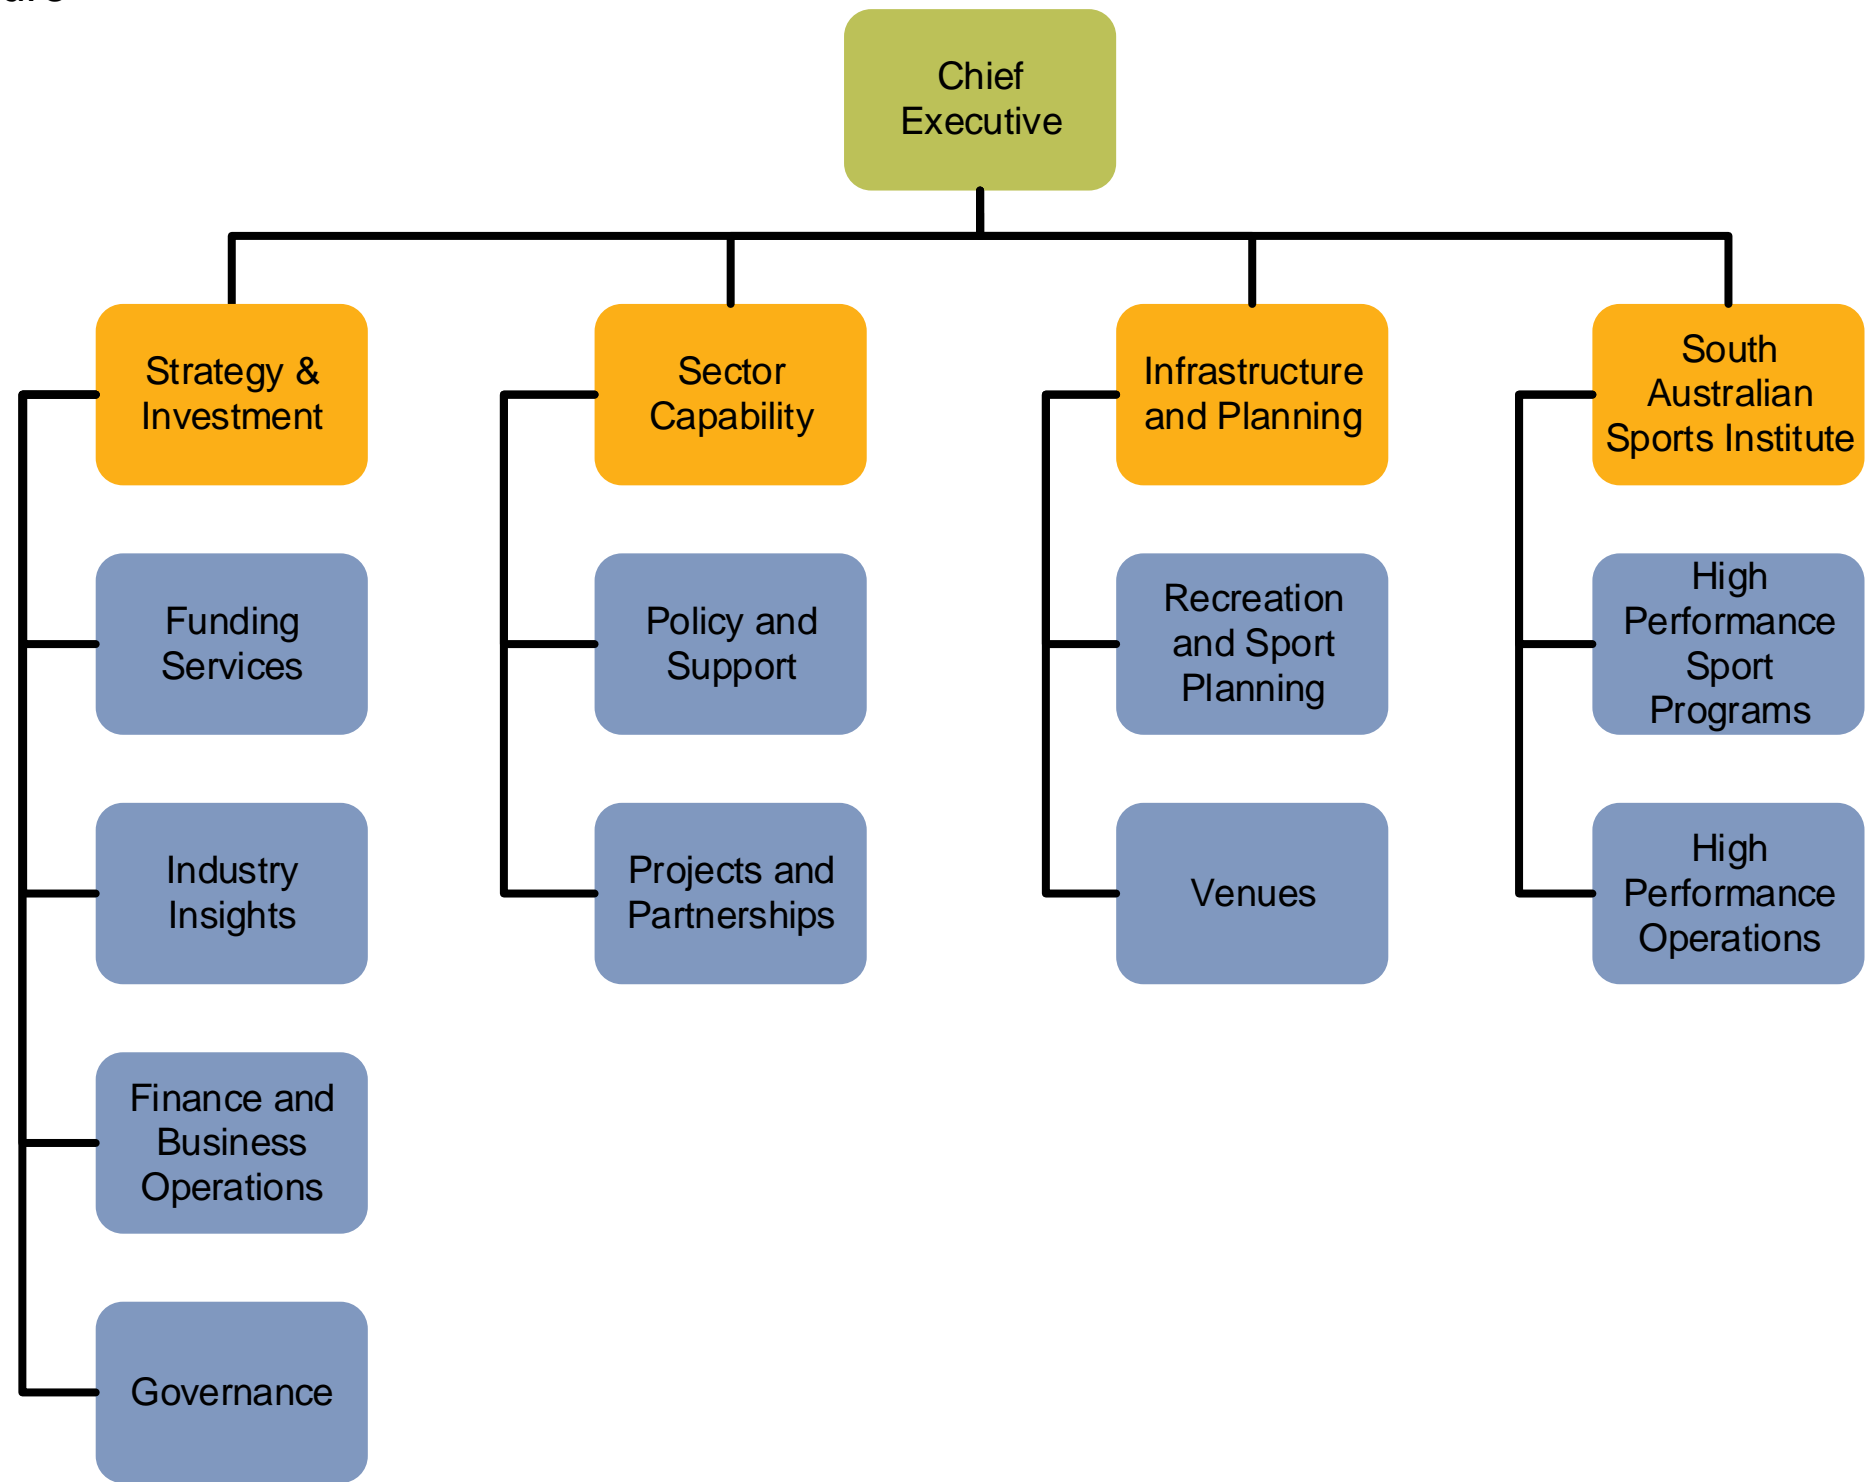 Chief
Executive
Strategy &
Investment
Sector
Capability
Infrastructure
and Planning
South
Australian
Sports Institute
Funding
Services
Policy and
Support
Recreation
and Sport
Planning
High
Performance
Sport
Programs
Industry
Insights
Projects and
Partnerships
Venues
High
Performance
Operations
Finance and
Business
Operations
Governance